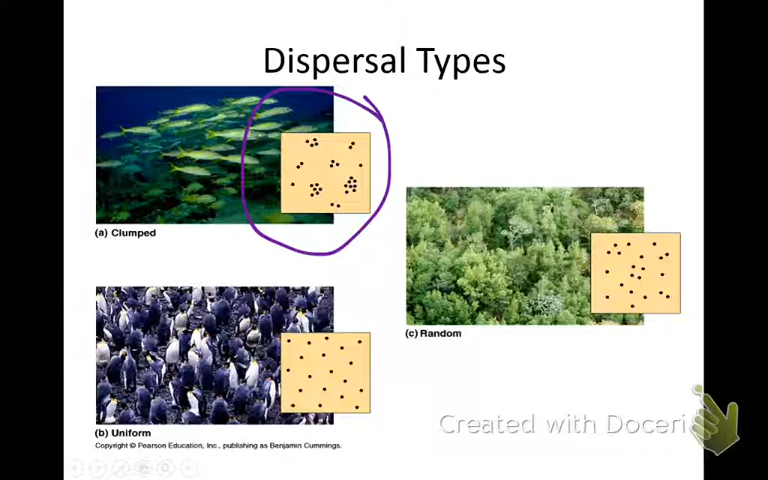 Dispersal Types
(a) Clumped
(c) Random
(b) Uniform
Copyright © Pearson Education, Inc., publishing as Benjamin Cummings.
Created with Doceri